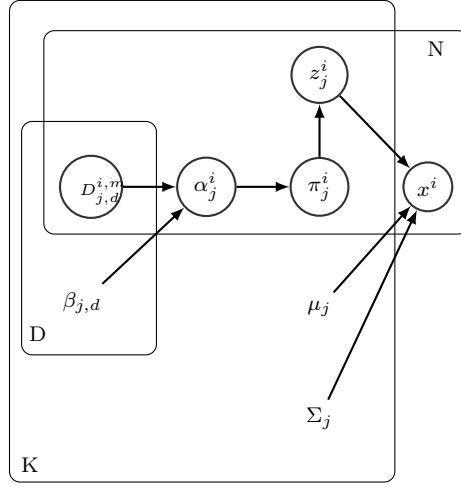 N
z_j^i
D_{j,d}^{i,m} α_j^i π_j^i x^i
β_{j,d} μ_j
D
Σ_j
K